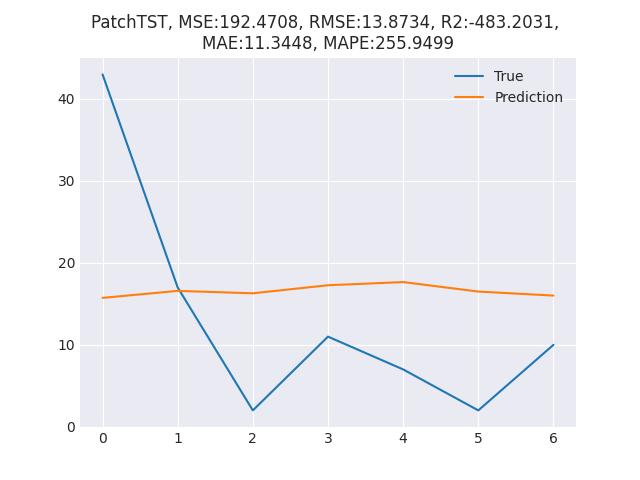 PatchTST, MSE:192.4708, RMSE:13.8734, R2:-483.2031,
MAE:11.3448, MAPE:255.9499
True
Prediction
40
30
20
10
0
0 1 2 3 4 5 6